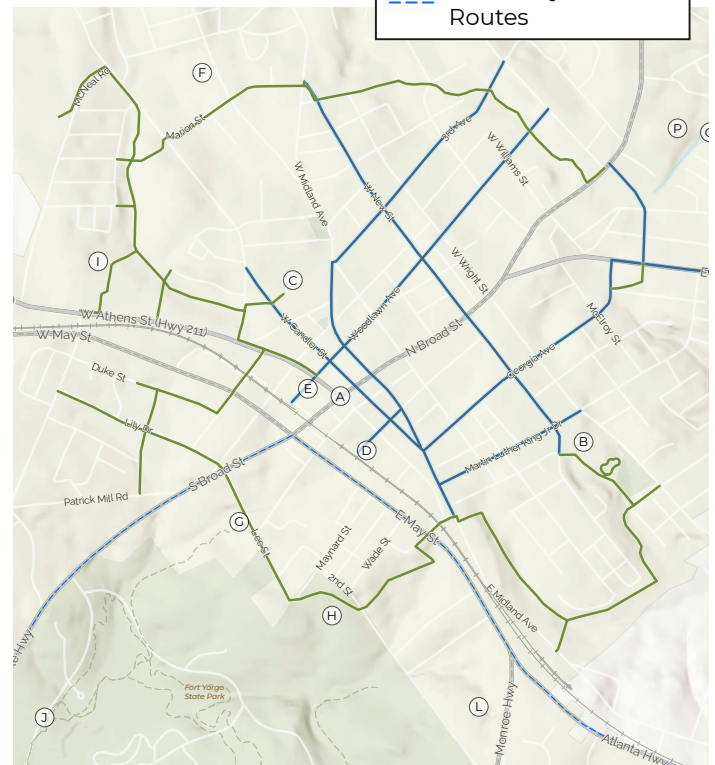 Routes
F
McNeal Rd
P
Marion St
3rd Ave
W Williams St
W Midland Ave
W New St
I
C
W Wright St
W Athens St (Hwy 211)
W May St
W Candler St
Woodlawn Ave
N Broad St
McElroy St
Georgia Ave
Duke St
E
A
Lily Dr
D
Martin Luther King Jr Dr
B
S Broad St
Patrick Mill Rd
G
Lee St
Maynard St
Wade St
E May St
2nd St
H
E Midland Ave
Fort Yargo
State Park
J
L
Monroe Hwy
Atlanta Hwy